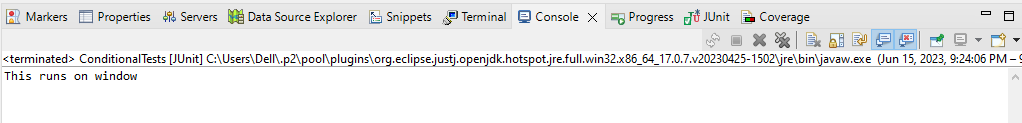 Markers Properties Servers Data Source Explorer Snippets Terminal Console Progress JUnit Coverage
<terminated> ConditionalTests [JUnit] C:\Users\Dell\.p2\pool\plugins\org.eclipse.justj.openjdk.hotspot.jre.full.win32.x86_64_17.0.7.v20230425-1502\jre\bin\javaw.exe (Jun 15, 2023, 9:24:06 PM – 9
This runs on window